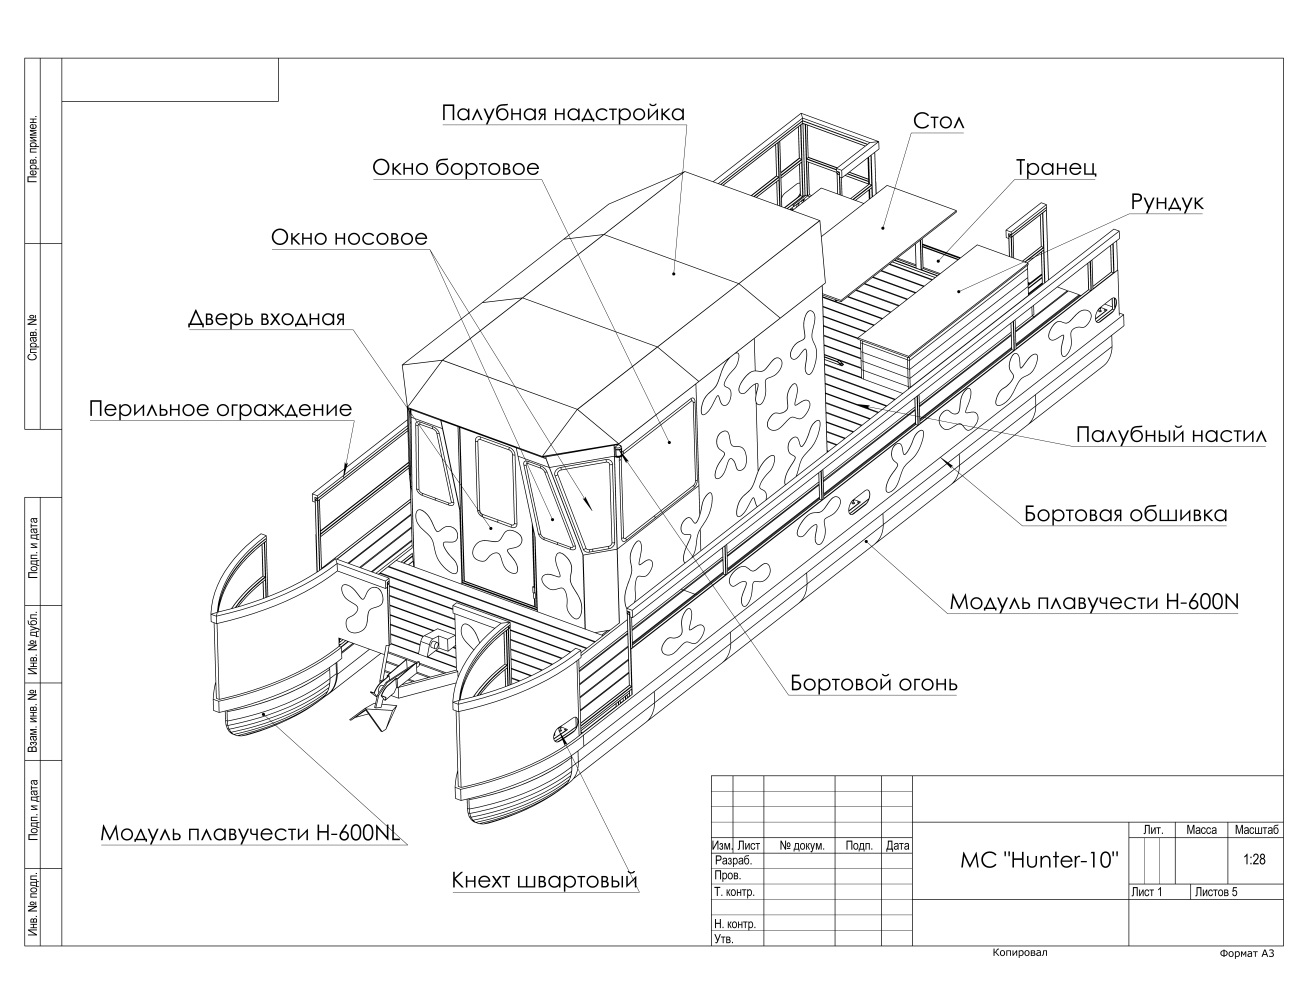 Перв. примен.
Справ. №
Подп. и дата
Инв. № дубл.
Взам. инв. №
Подп. и дата
Инв. № подл.
Палубная надстройка
Стол
Окно бортовое
Транец
Рундук
Окно носовое
Дверь входная
Перильное ограждение
Палубный настил
Бортовая обшивка
Модуль плавучести H-600N
Бортовой огонь
Модуль плавучести H-600NL
Кнехт швартовый
Изм. Лист № докум. Подп. Дата
Разраб.
Пров.
Т. контр.
Н. контр.
Утв.
МС "Hunter-10"
Лит. Масса Масштаб
1:28
Лист 1 Листов 5
Копировал Формат А3